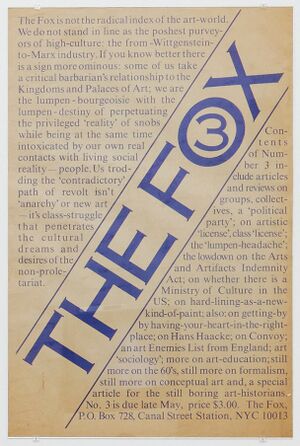 The Fox is not the radical index of the art-world.
We do not stand in line as the poshest purvey-
ors of high-culture; the from-Wittgenstein-
to-Marx industry. If you know better there
is a sign more ominous: some of us take
a critical barbarian's relationship to the
Kingdoms and Palaces of Art; we are
the lumpen-bourgeoisie with the
lumpen-destiny of perpetuating
the privileged 'reality' of snobs
while being at the same time
intoxicated by our own real
contacts with living social
reality—people. Us trod-
ding the 'contradictory'
path of revolt isn't
'anarchy' or new art
—it's class-struggle
that penetrates
the cultural
dreams and
desires of the
non-prole-
tariat.
THE FOX
3
Con-
tents
of Num-
ber 3 in-
clude articles
and reviews on
groups, collect-
ives, a 'political
party'; on artistic
'license', class 'license';
the 'lumpen-headache';
the lowdown on the Arts
and Artifacts Indemnity
Act; on whether there is a
Ministry of Culture in the
US; on hard-lining-as-a-new-
kind-of-paint; also: on getting-by
by having-your-heart-in-the-right-
place; on Hans Haacke; on Convoy;
an art Enemies List from England; art
'sociology'; more on art-education; still
more on the 60's, still more on formalism,
still more on conceptual art and, a special
article for the still boring art-historians.
No. 3 is due late May, price $3.00. The Fox,
P.O. Box 728, Canal Street Station, NYC 10013